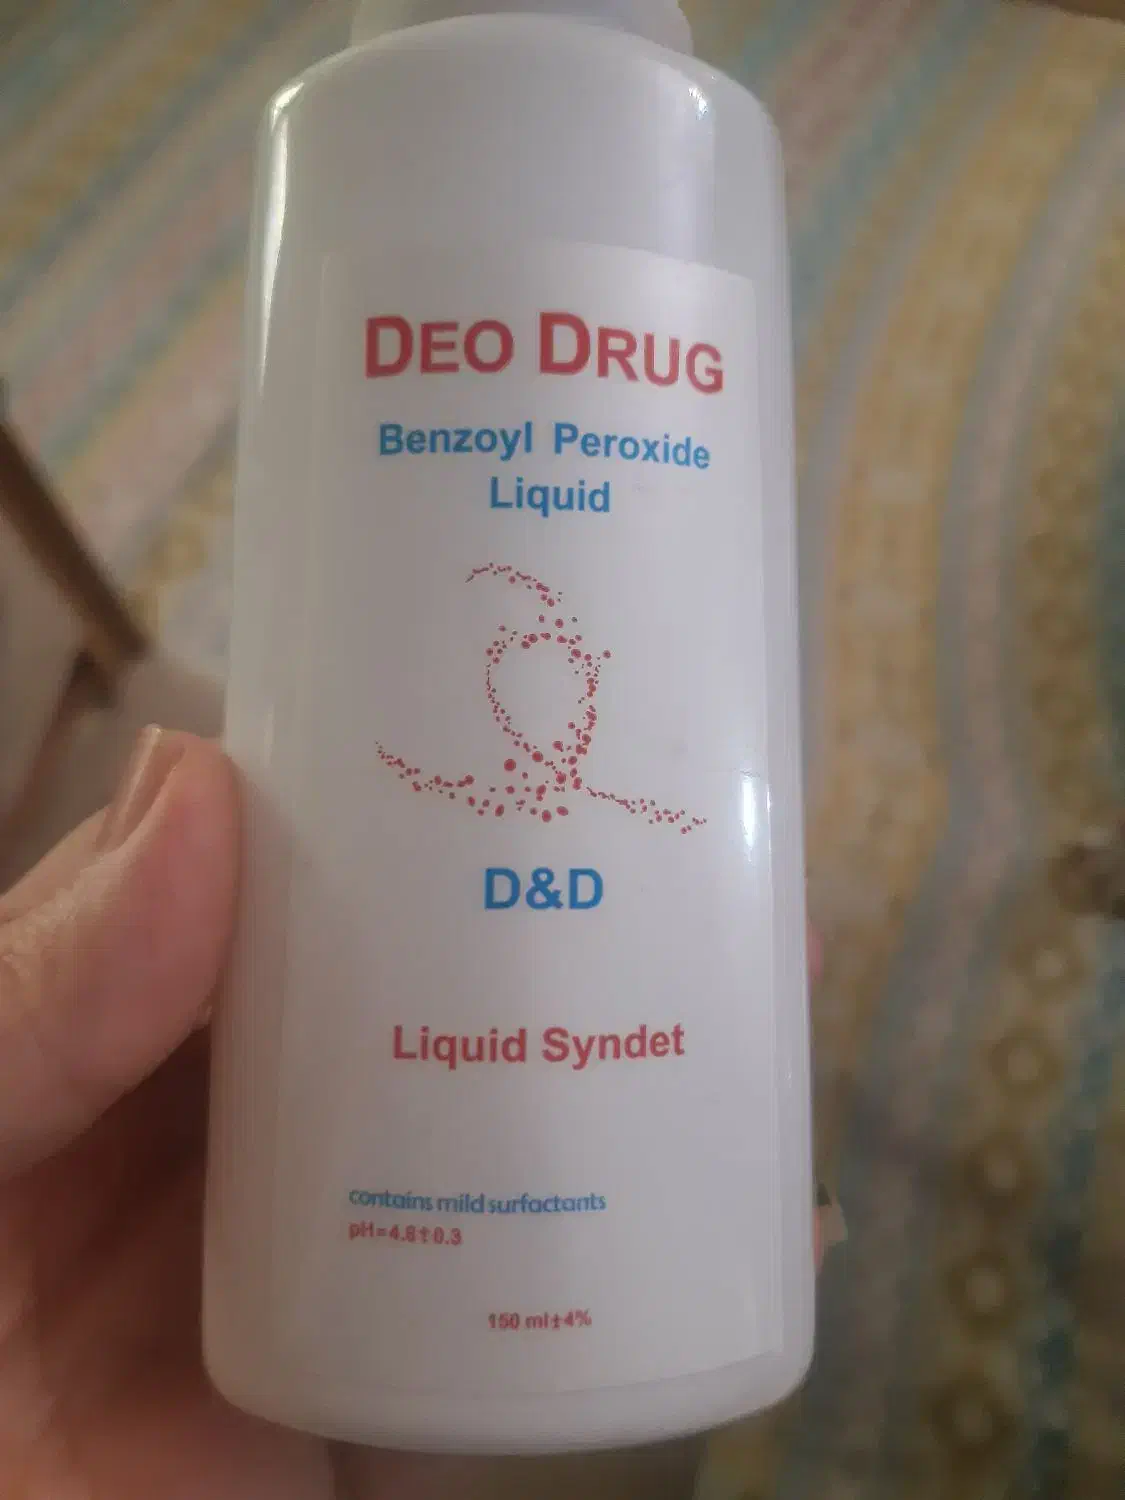 DEO DRUG
Benzoyl Peroxide
Liquid
D&D
Liquid Syndet
contains mild surfactants
pH=4.8±0.3
150 ml±4%